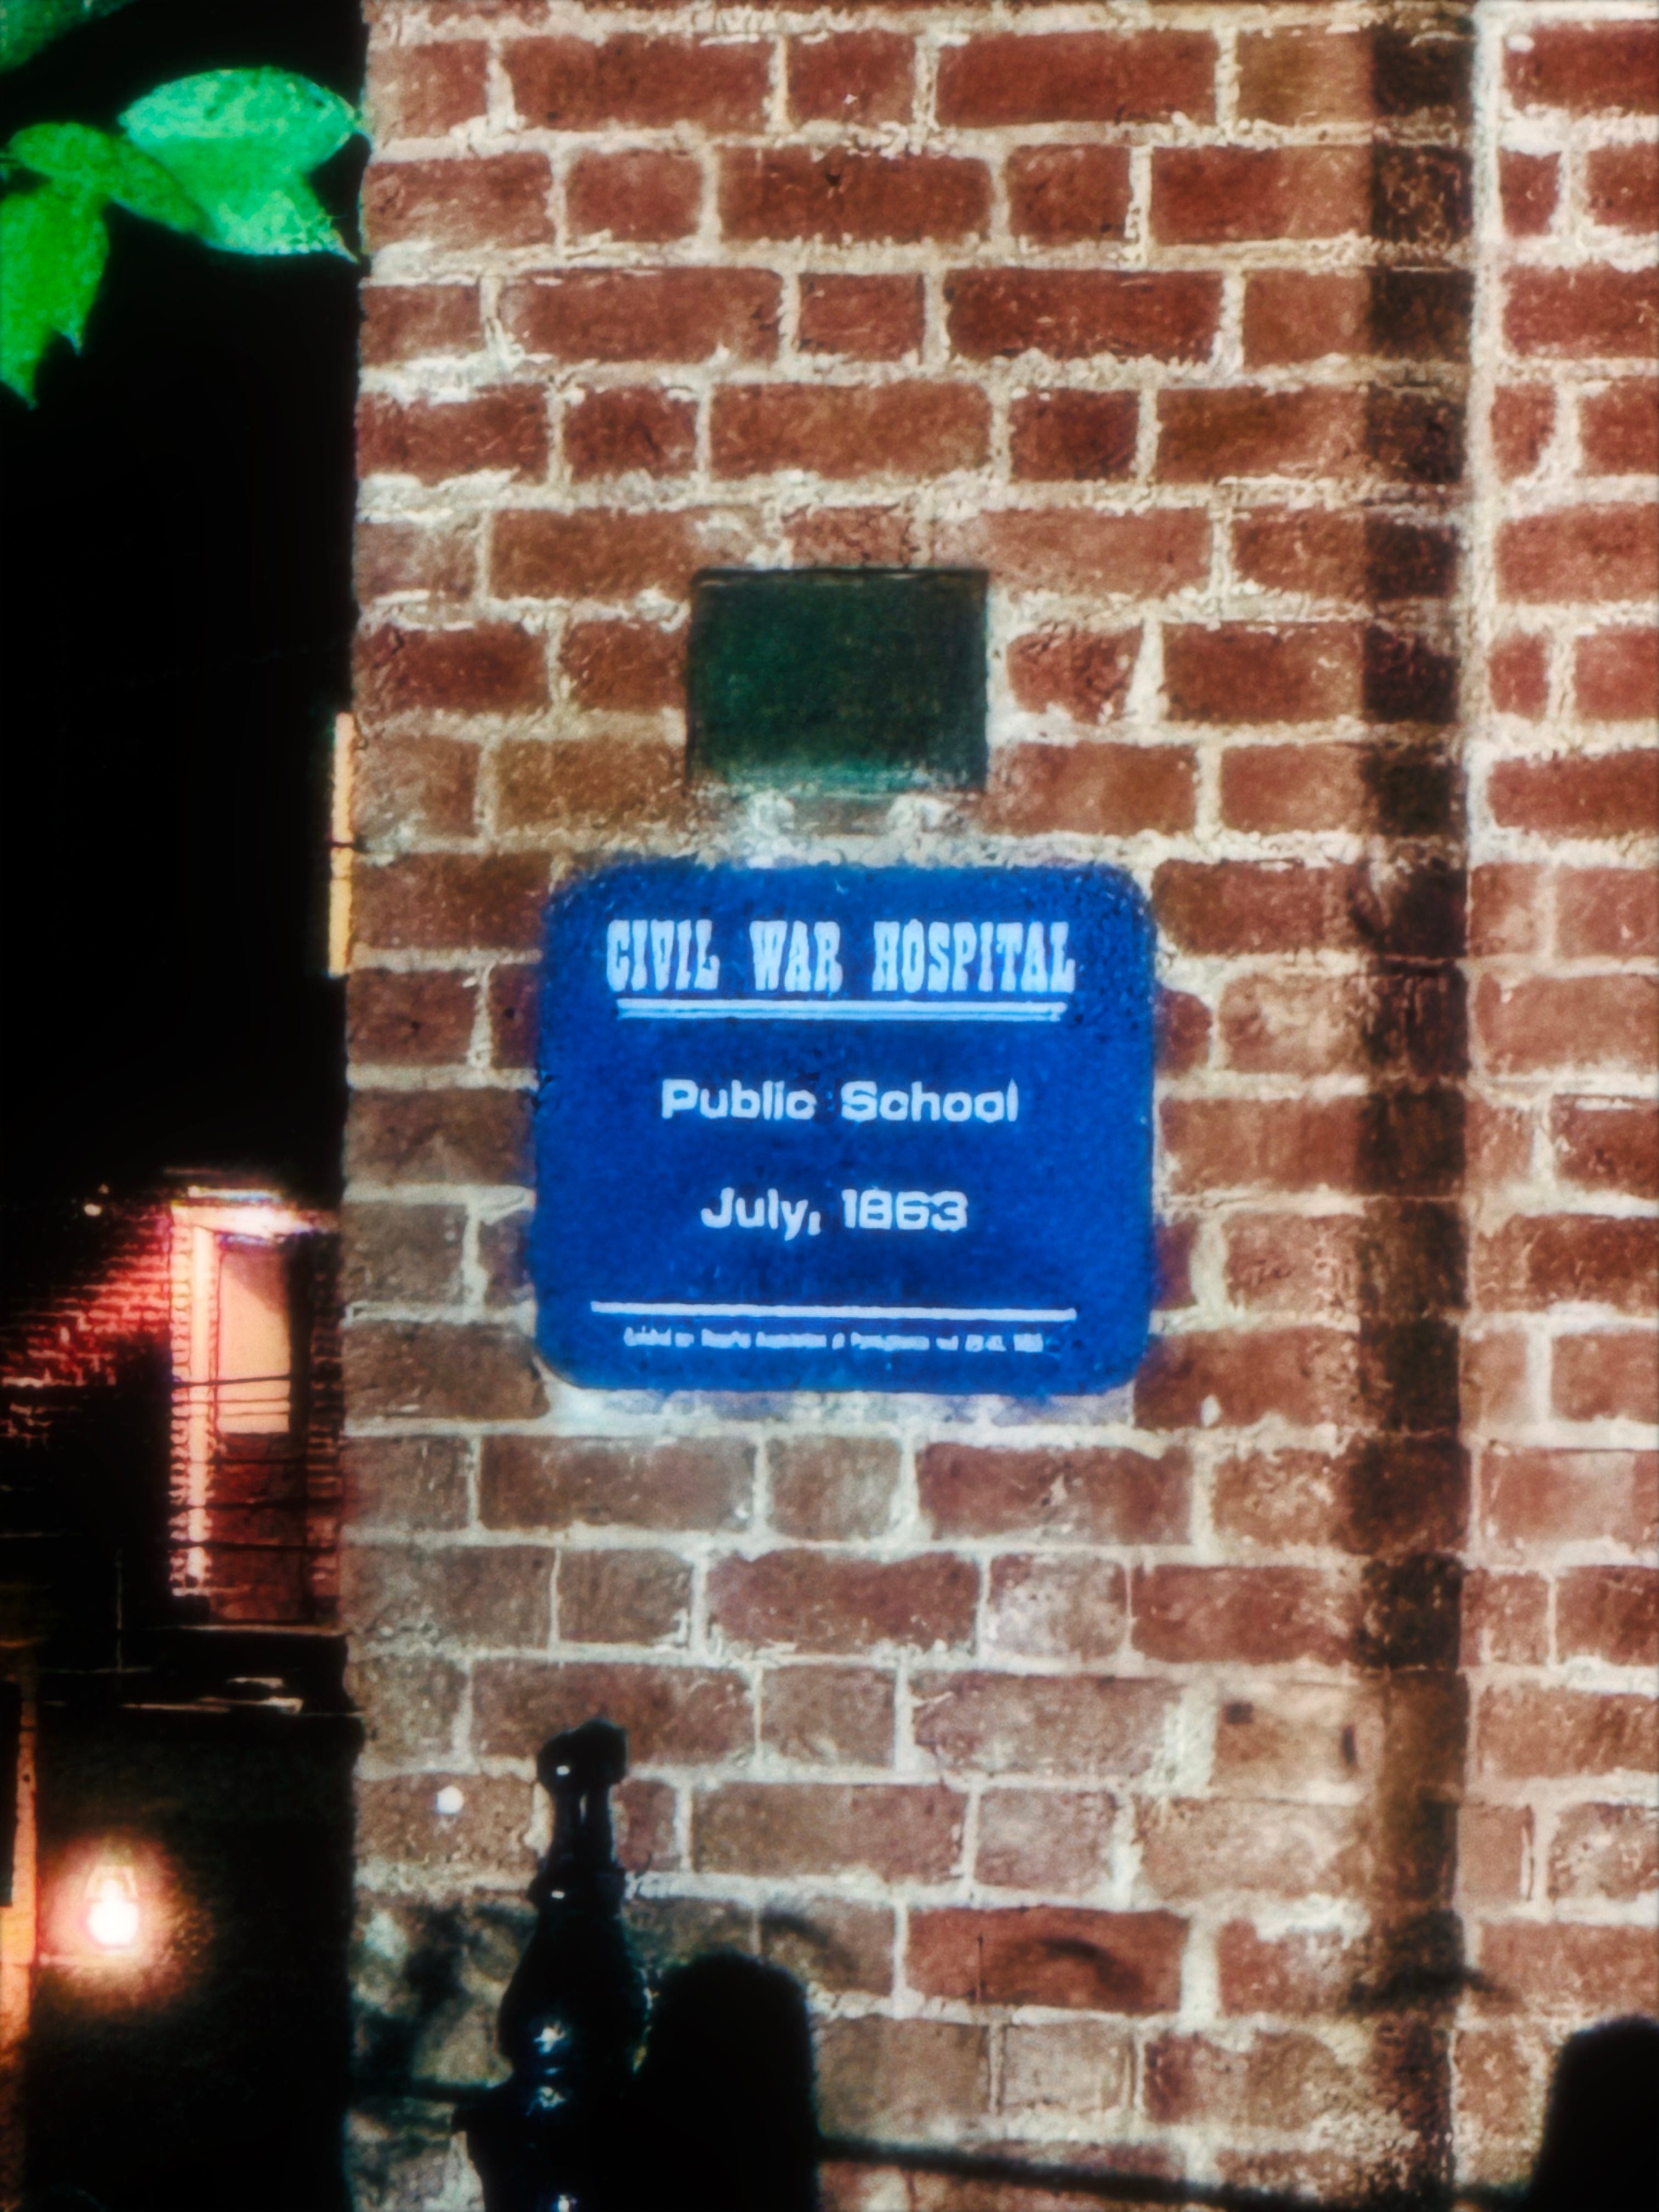 CIVIL WAR HOSPITAL
Public School
July, 1863